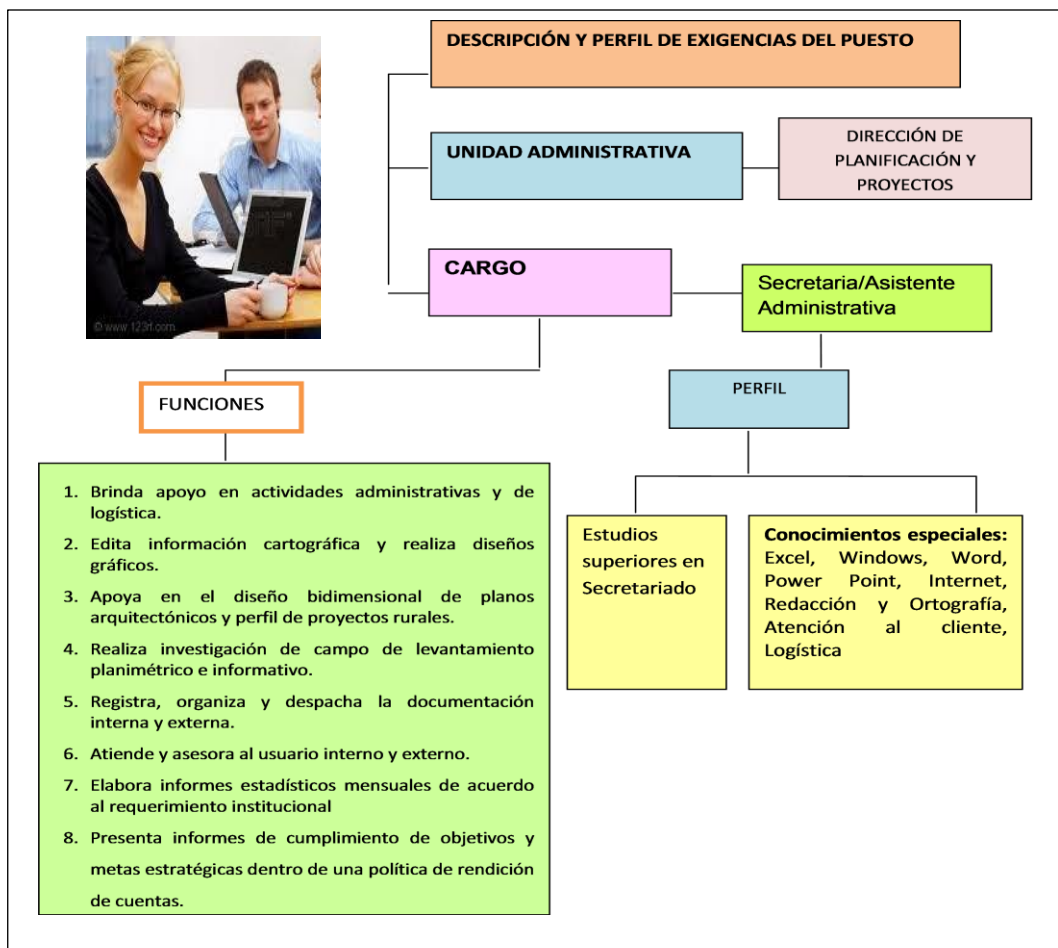 DESCRIPCIÓN Y PERFIL DE EXIGENCIAS DEL PUESTO
UNIDAD ADMINISTRATIVA
DIRECCIÓN DE
PLANIFICACIÓN Y
PROYECTOS
CARGO
Secretaria/Asistente
Administrativa
© www.123rf.com
FUNCIONES
PERFIL
1. Brinda apoyo en actividades administrativas y de
logística.
2. Edita información cartográfica y realiza diseños
gráficos.
3. Apoya en el diseño bidimensional de planos
arquitectónicos y perfil de proyectos rurales.
4. Realiza investigación de campo de levantamiento
planimétrico e informativo.
5. Registra, organiza y despacha la documentación
interna y externa.
6. Atiende y asesora al usuario interno y externo.
7. Elabora informes estadísticos mensuales de acuerdo
al requerimiento institucional
8. Presenta informes de cumplimiento de objetivos y
metas estratégicas dentro de una política de rendición
de cuentas.
Estudios
superiores en
Secretariado
Conocimientos especiales:
Excel, Windows, Word,
Power Point, Internet,
Redacción y Ortografía,
Atención al cliente,
Logística